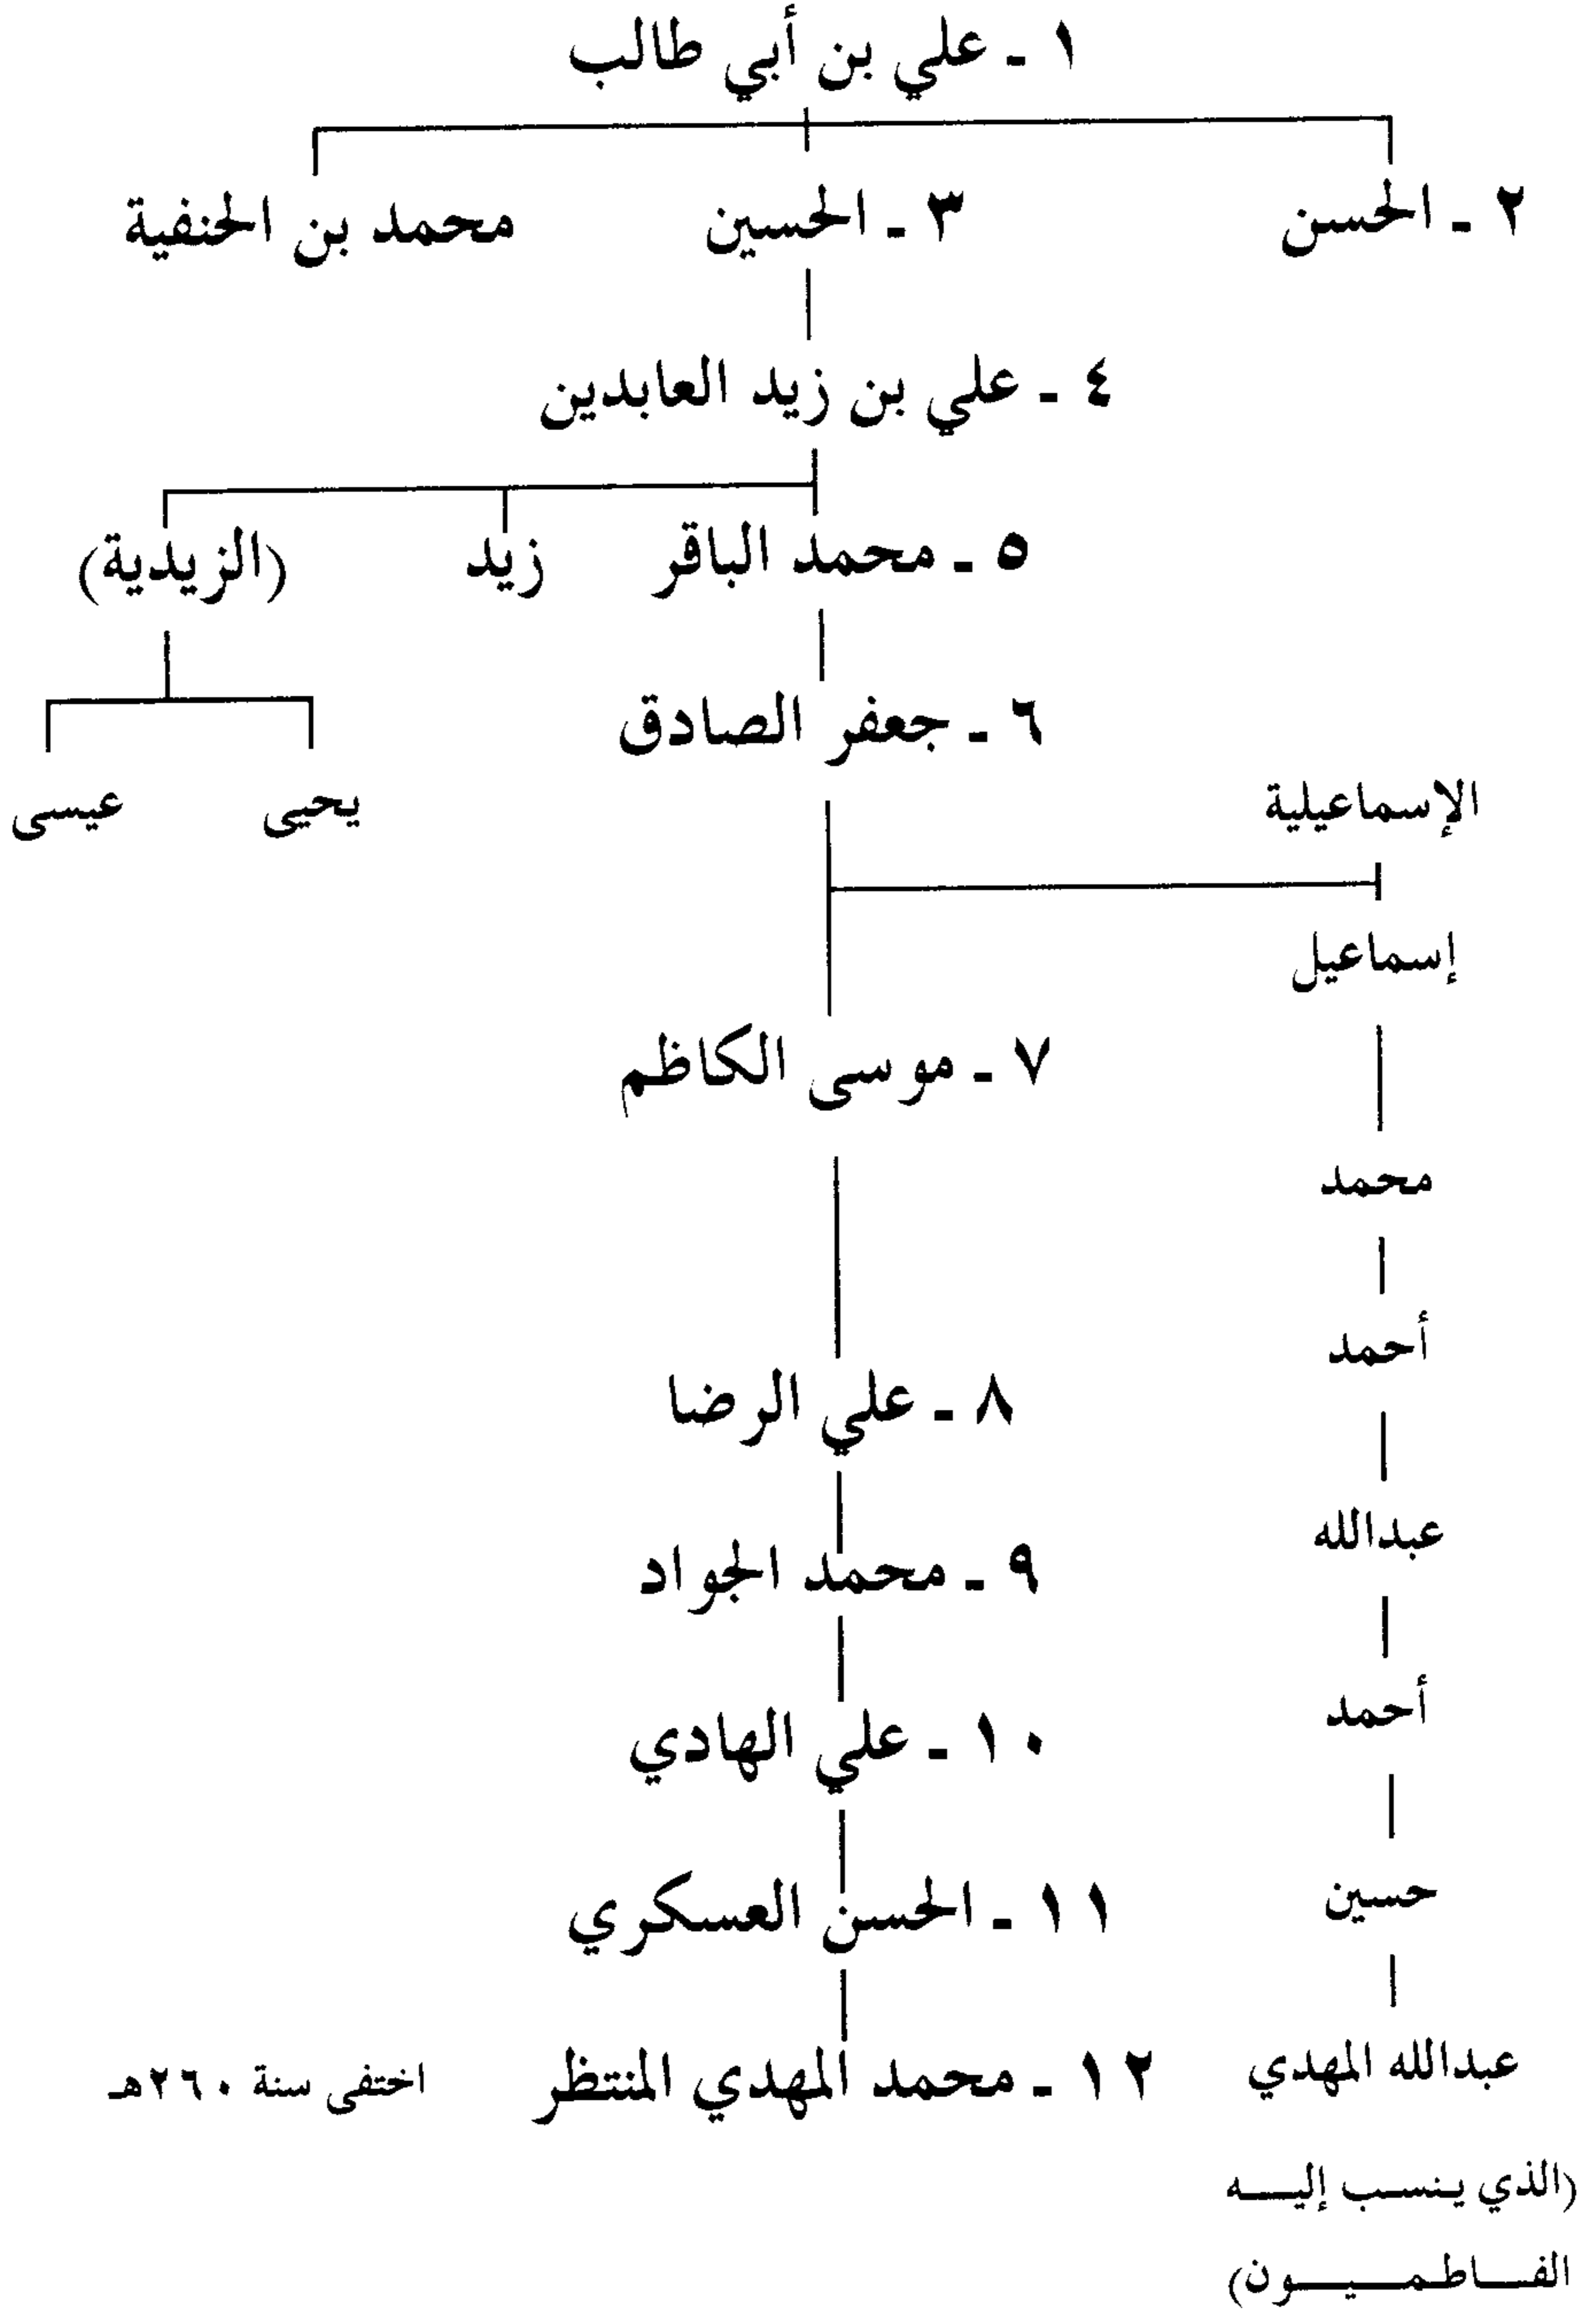 ١ - علي بن أبي طالب
٢ - الحسن
٣ - الحسين
محمد بن الحنفية
٤ - علي بن زيد العابدين
٥ - محمد الباقر
زيد
(الزيدية)
٦ - جعفر الصادق
يحيى
عيسى
الإسماعيلية
إسماعيل
٧ - موسى الكاظم
محمد
أحمد
٨ - علي الرضا
عبدالله
٩ - محمد الجواد
أحمد
١٠ - علي الهادي
حسين
١١ - الحسن العسكري
عبدالله المهدي
١٢ - محمد المهدي المنتظر
اختفى سنة ٢٦٠هـ
(الذي ينسب إليه
الفاطميون)